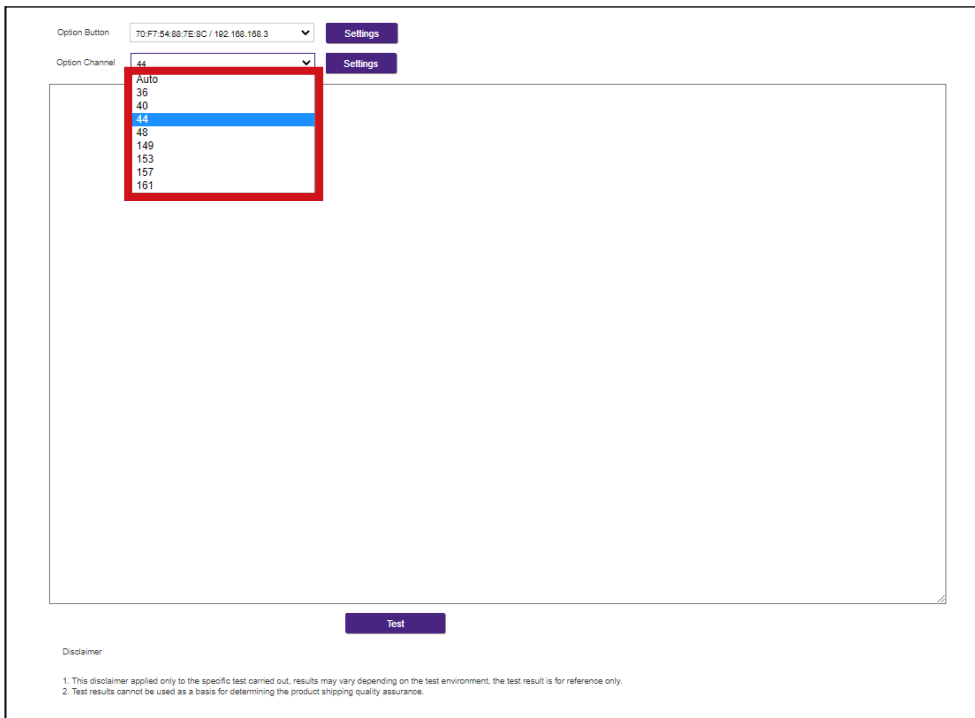 Option Button 70:F7:54:88:7E:8C / 192.168.168.3 Settings
Option Channel 44 Settings
Auto
36
40
44
48
149
153
157
161
Test
Disclaimer
1. This disclaimer applied only to the specific test carried out, results may vary depending on the test environment, the test result is for reference only.
2. Test results cannot be used as a basis for determining the product shipping quality assurance.